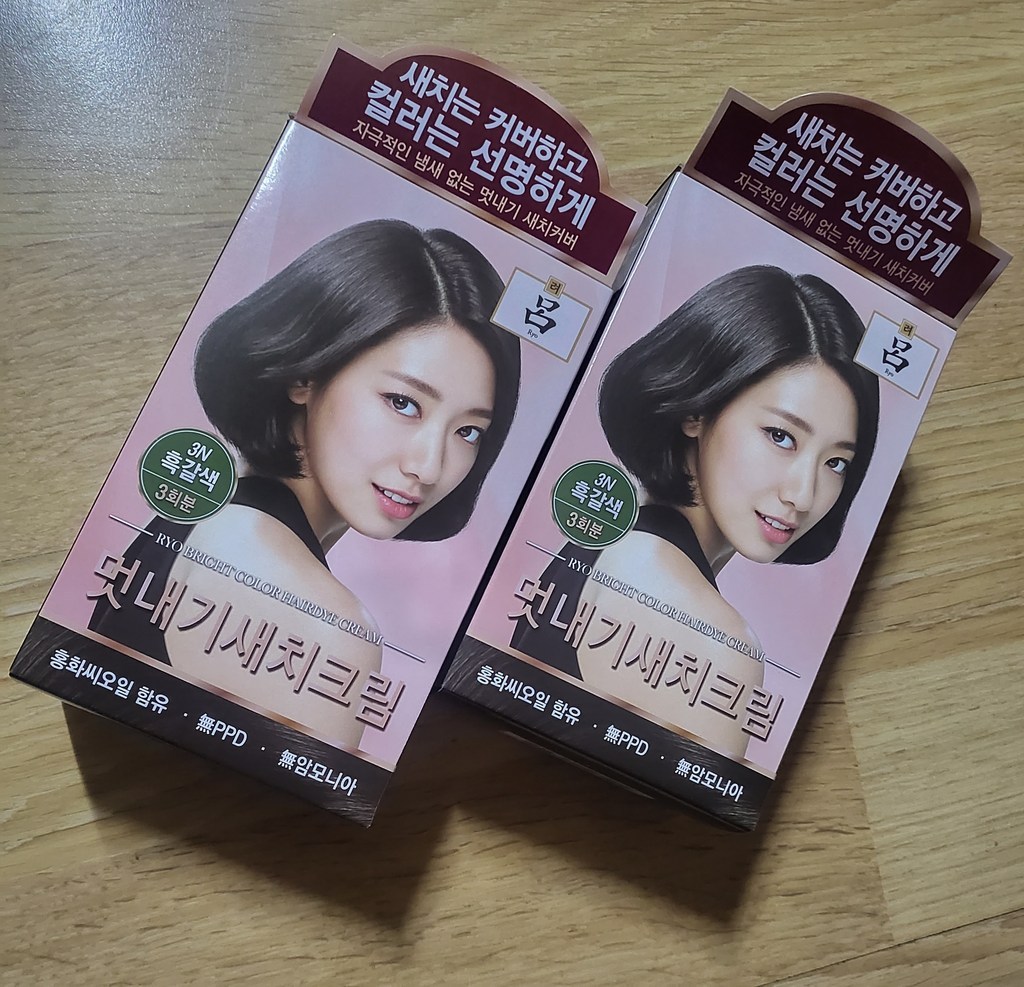 새치는 커버하고
컬러는 선명하게
자극적인 냄새 없는 멋내기 새치커버
려
呂
Ryo
3N
흑갈색
3회분
RYO BRIGHT COLOR HAIRDYE CREAM
멋내기새치크림
홍화씨오일 함유 · 無PPD · 無암모니아
새치는 커버하고
컬러는 선명하게
자극적인 냄새 없는 멋내기 새치커버
려
呂
Ryo
3N
흑갈색
3회분
RYO BRIGHT COLOR HAIRDYE CREAM
멋내기새치크림
홍화씨오일 함유 · 無PPD · 無암모니아